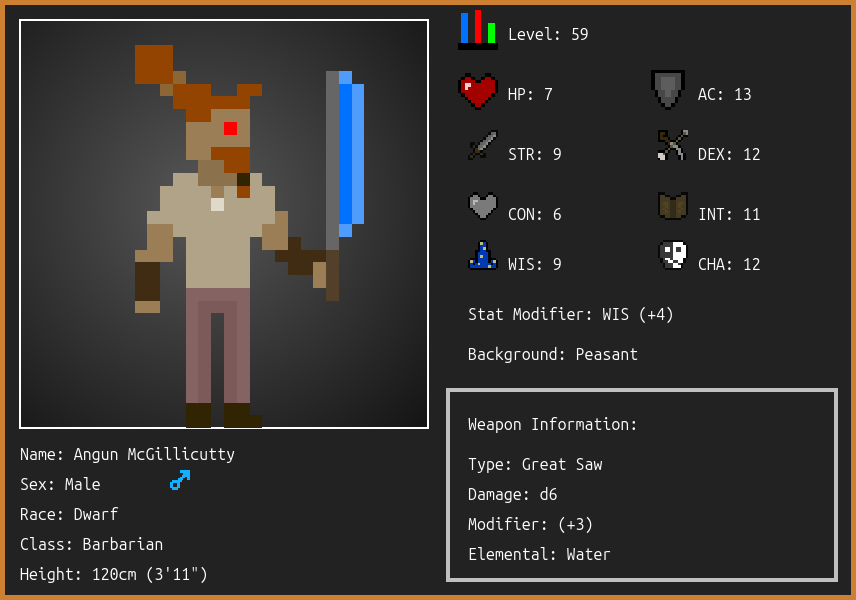 Level: 59
HP: 7
AC: 13
STR: 9
DEX: 12
CON: 6
INT: 11
WIS: 9
CHA: 12
Stat Modifier: WIS (+4)
Background: Peasant
Weapon Information:
Type: Great Saw
Damage: d6
Modifier: (+3)
Elemental: Water
Name: Angun McGillicutty
Sex: Male
Race: Dwarf
Class: Barbarian
Height: 120cm (3'11")